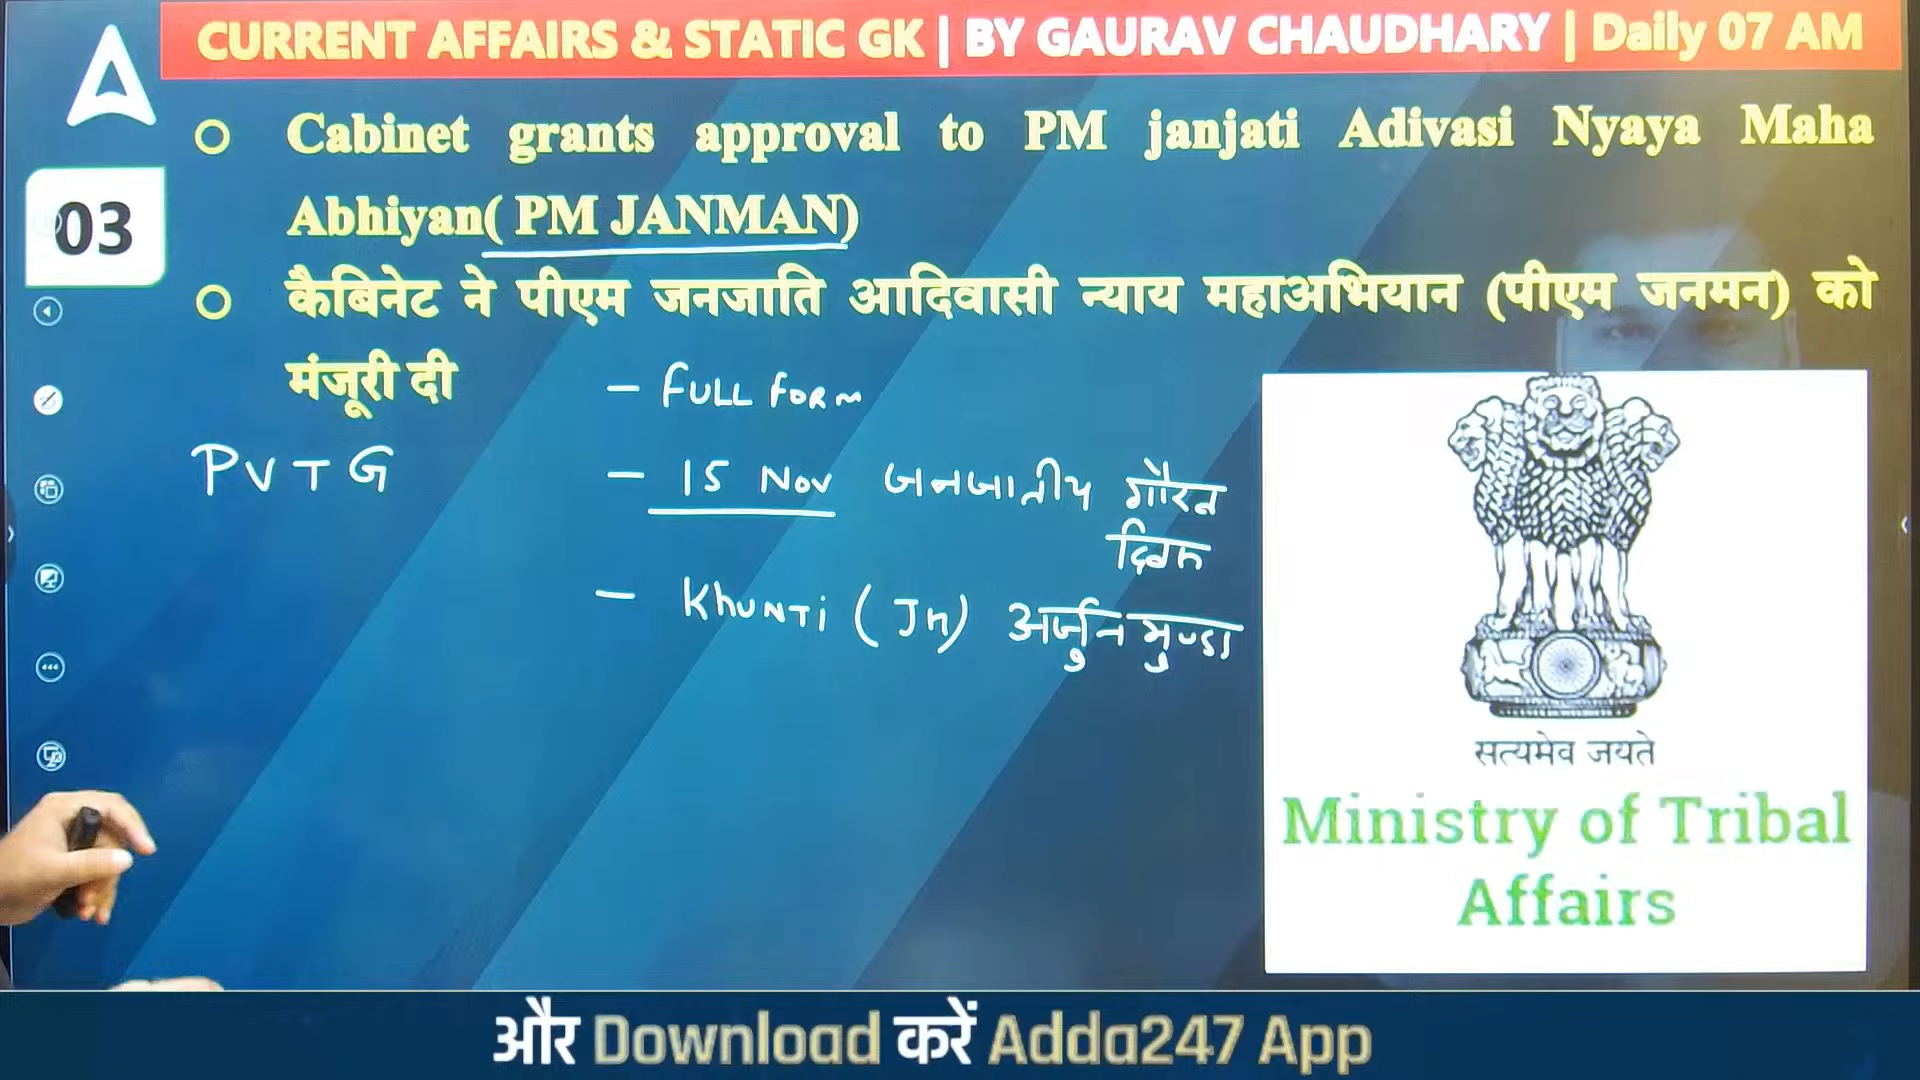 CURRENT AFFAIRS & STATIC GK | BY GAURAV CHAUDHARY | Daily 07 AM
Cabinet grants approval to PM janjati Adivasi Nyaya Maha
Abhiyan( PM JANMAN)
03
कैबिनेट ने पीएम जनजाति आदिवासी न्याय महाअभियान (पीएम जनमन) को
मंजूरी दी
- FULL FORM
PVTG
- 15 Nov जनजातीय गौरव
दिवस
- KhUNTi (JH) अर्जुन मुण्डा
सत्यमेव जयते
Ministry of Tribal
Affairs
और Download करें Adda247 App